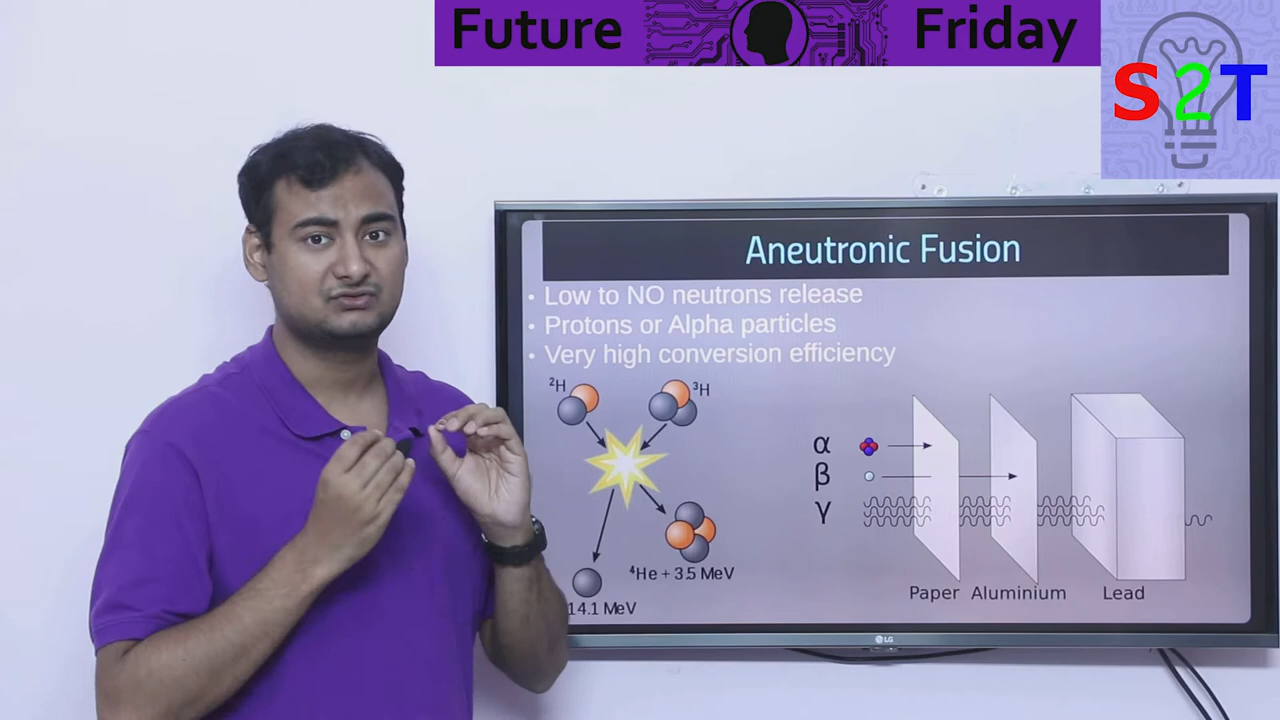 Future Friday
S2T
Aneutronic Fusion
• Low to NO neutrons release
• Protons or Alpha particles
• Very high conversion efficiency
²H
³H
⁴He + 3.5 MeV
14.1 MeV
α
β
γ
Paper Aluminium Lead
LG